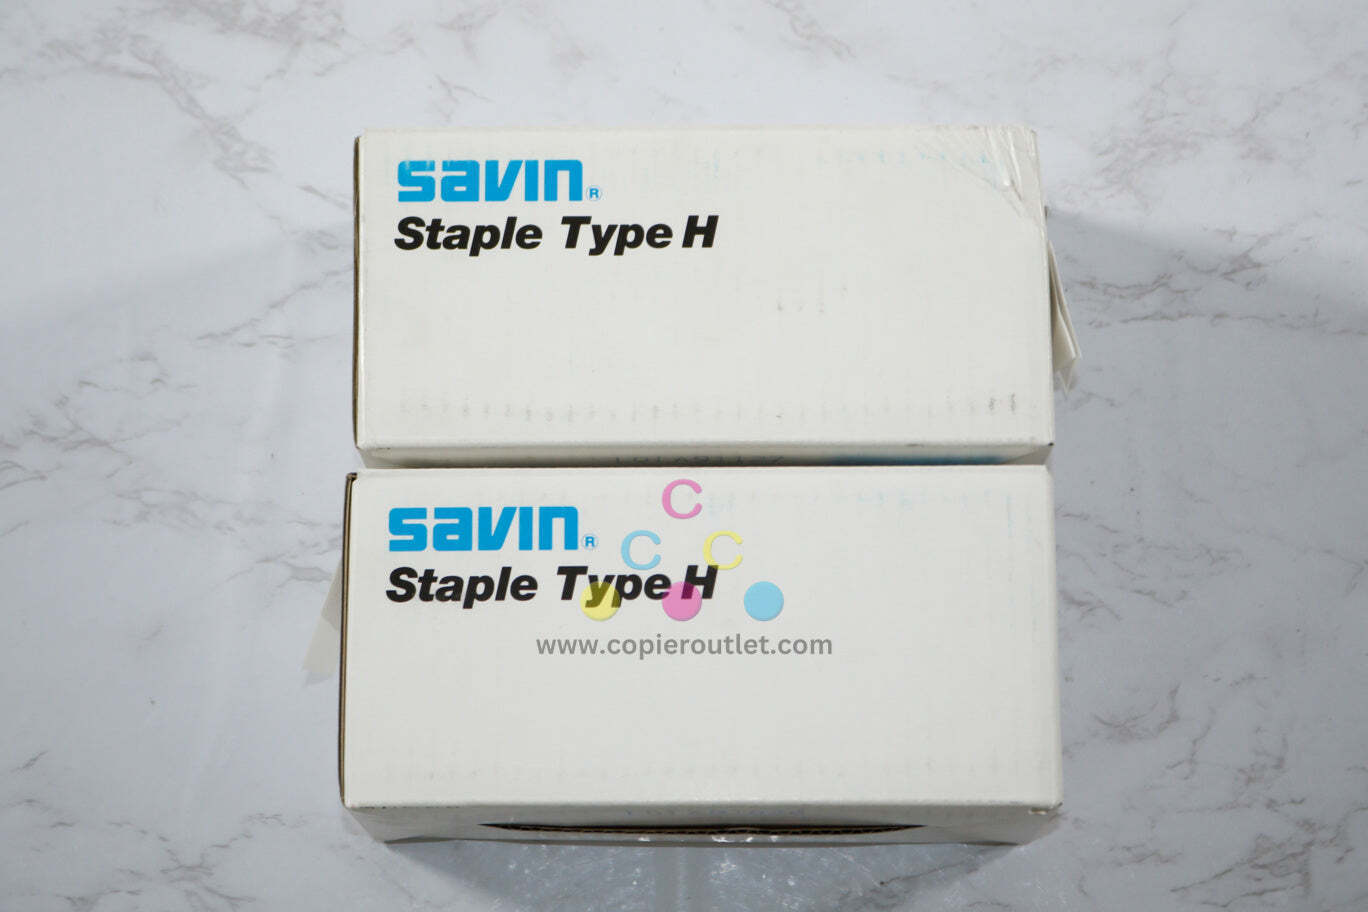 savin®
Staple Type H
savin®
Staple Type H
C
C C
www.copieroutlet.com